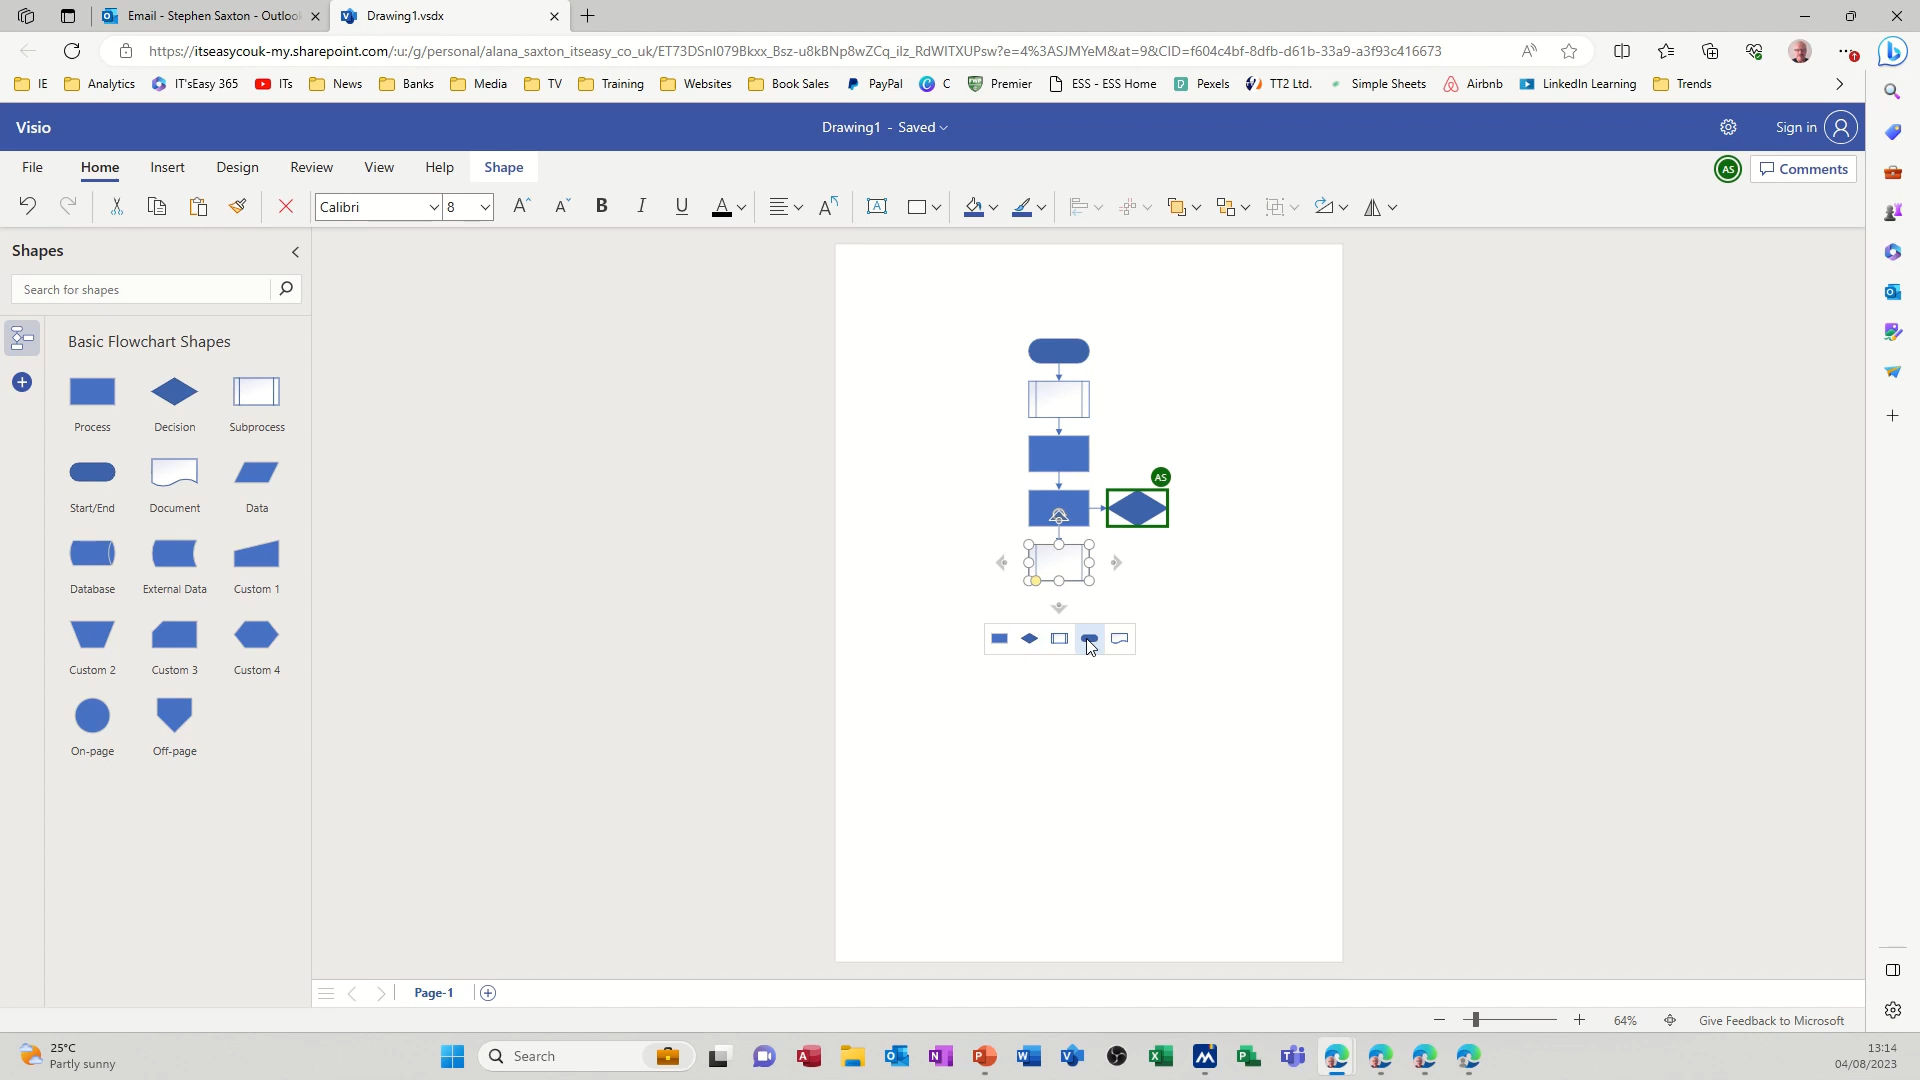 Email - Stephen Saxton - Outlook
Drawing1.vsdx
https://itseasycouk-my.sharepoint.com/:u:/g/personal/alana_saxton_itseasy_co_uk/ET73DSnI079Bkxx_Bsz-u8kBNp8wZCq_ilz_RdWITXUPsw?e=4%3ASJMYeM&at=9&CID=f604c4bf-8dfb-d61b-33a9-a3f93c416673
IE Analytics IT'sEasy 365 ITs News Banks Media TV Training Websites Book Sales PayPal C Premier ESS - ESS Home Pexels TT2 Ltd. Simple Sheets Airbnb LinkedIn Learning Trends
Visio Drawing1 - Saved Sign in
File Home Insert Design Review View Help Shape AS Comments
Calibri 8 B I U A
Shapes
Search for shapes
Basic Flowchart Shapes
Process Decision Subprocess
AS
Start/End Document Data
Database External Data Custom 1
Custom 2 Custom 3 Custom 4
On-page Off-page
Page-1
64% Give Feedback to Microsoft
25°C
Partly sunny
Search
13:14
04/08/2023